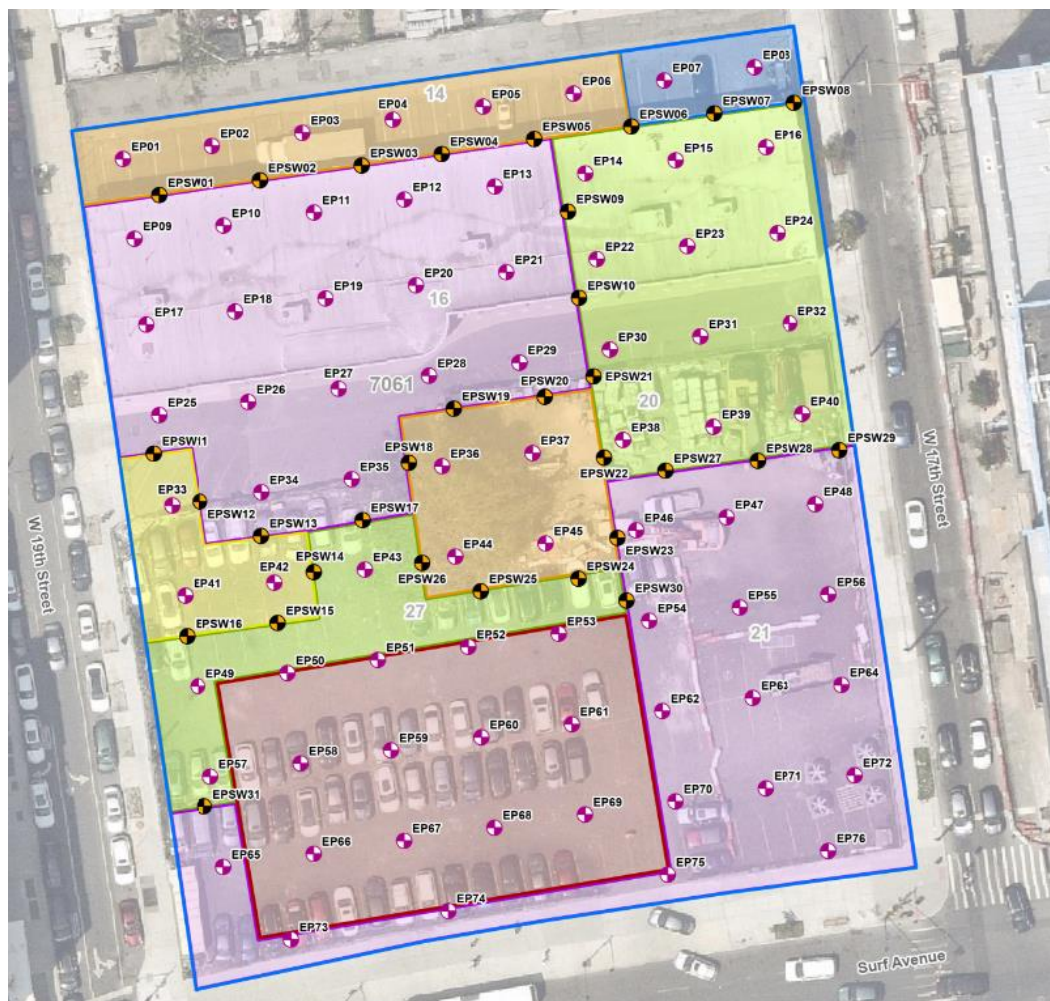 EP08
EP07
EP06
14
EP05
EPSW08
EP04
EPSW07
EP03
EPSW06
EP02
EPSW05
EP01
EPSW04
EP16
EPSW03
EP15
EPSW02
EP14
EPSW01
EP13
EP12
EPSW09
EP11
EP10
EP24
EP09
EP23
EP22
EP21
EP20
EPSW10
EP19
16
EP18
EP17
EP32
EP31
EP30
EP29
EP28
EPSW21
7061
EP27
EPSW20
EP26
EPSW19
20
EP25
EP40
EP39
EP38
EPSW29
EPSW11
EP37
EPSW28
EPSW18
EP36
EPSW22
EPSW27
W 17th Street
EP35
EP34
EP33
EP48
EPSW12
EP47
EPSW17
EP46
EPSW13
EPSW23
W 19th Street
EP45
EPSW14
EP44
EP43
EPSW24
EP42
EPSW26
EPSW25
EP41
EP56
EPSW30
EP55
27
EPSW15
EP54
EPSW16
EP53
21
EP52
EP51
EP50
EP49
EP64
EP63
EP62
EP61
EP60
EP59
EP58
EP57
EP72
EP71
EP70
EPSW31
EP69
EP68
EP67
EP66
EP76
EP65
EP75
EP74
EP73
Surf Avenue